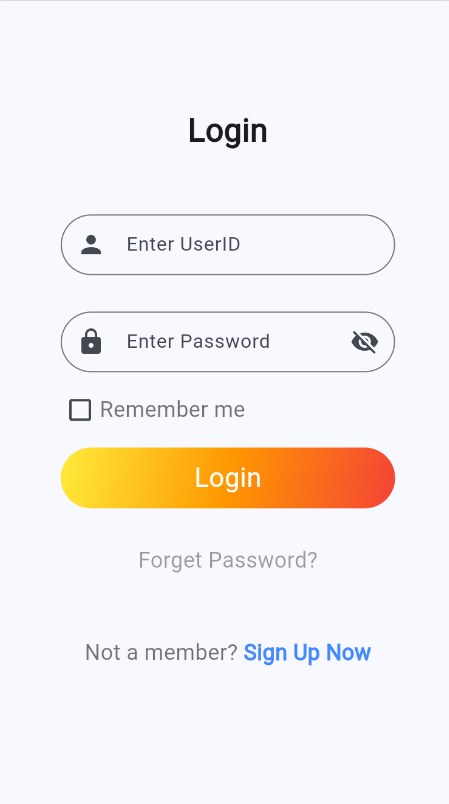 Login
Enter UserID
Enter Password
Remember me
Login
Forget Password?
Not a member? Sign Up Now